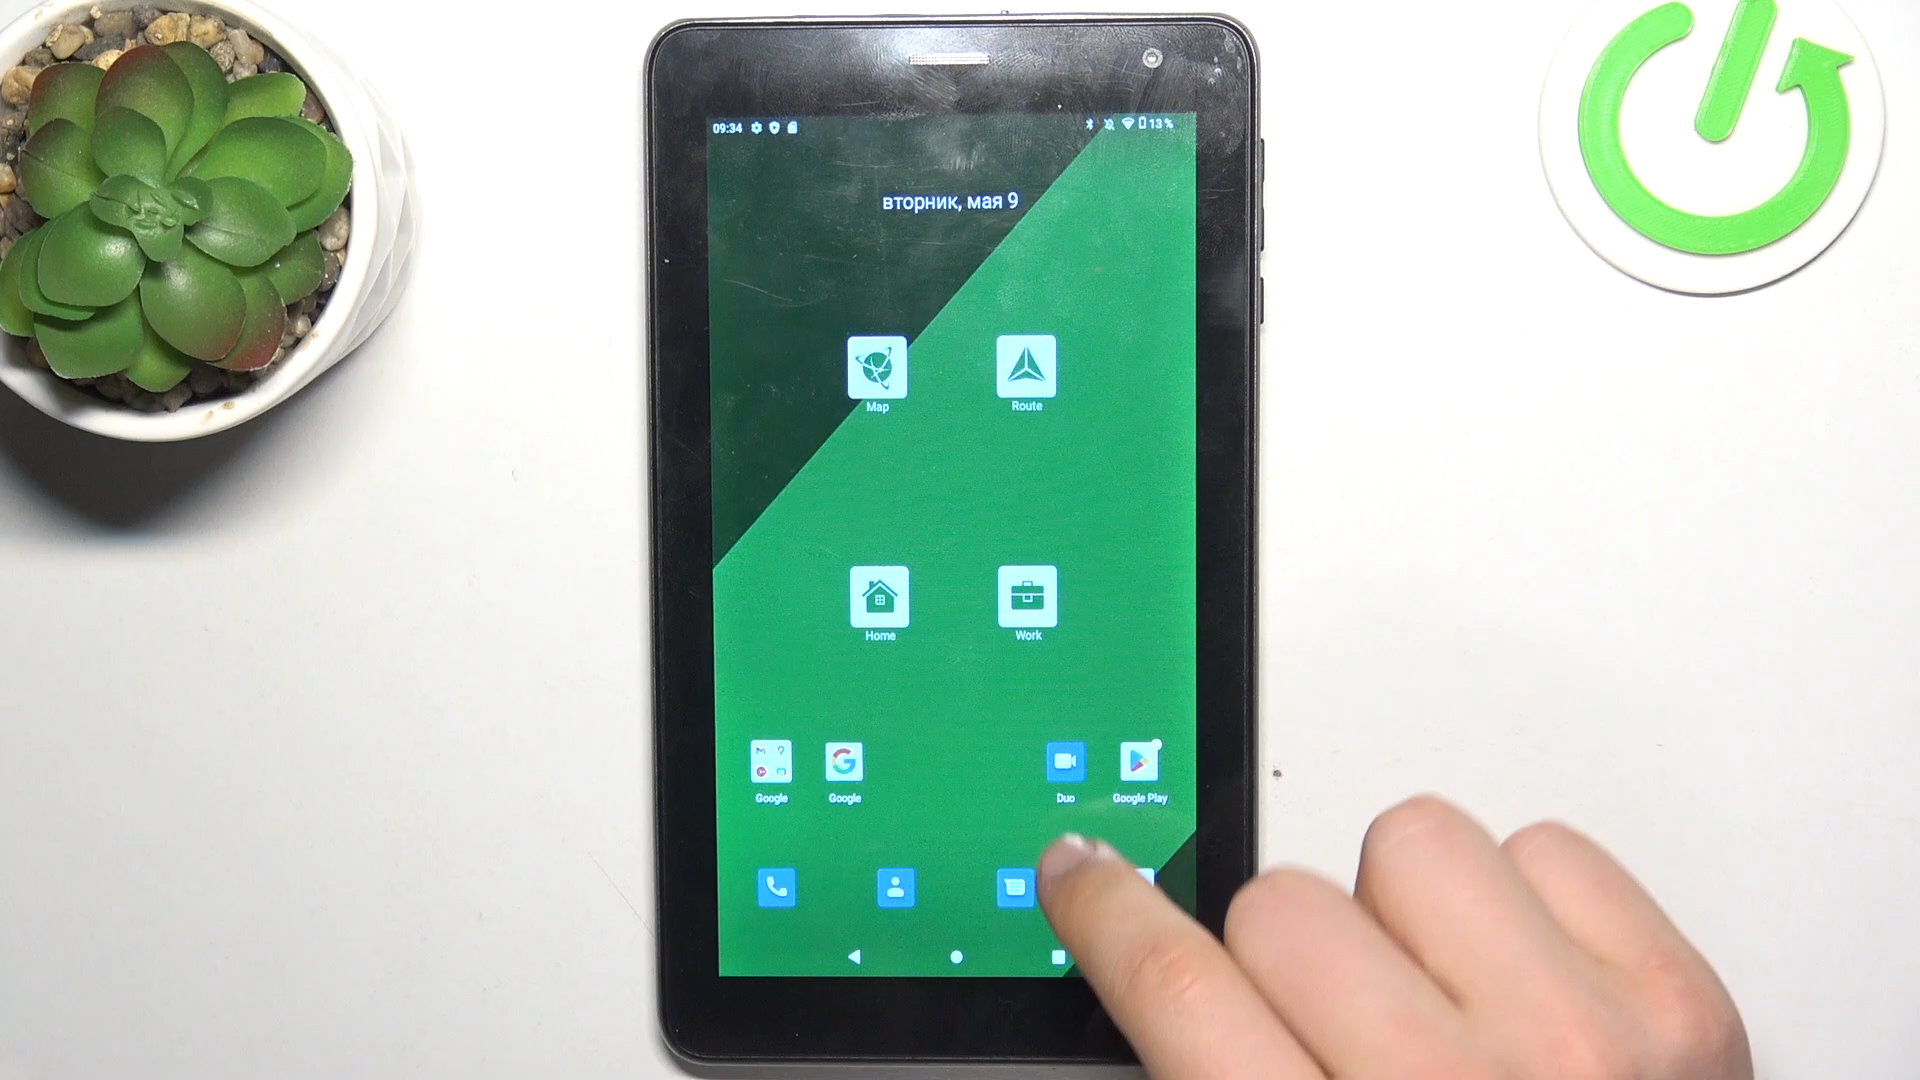 09:34 13%
вторник, мая 9
Map Route
Home Work
Google Google Duo Google Play